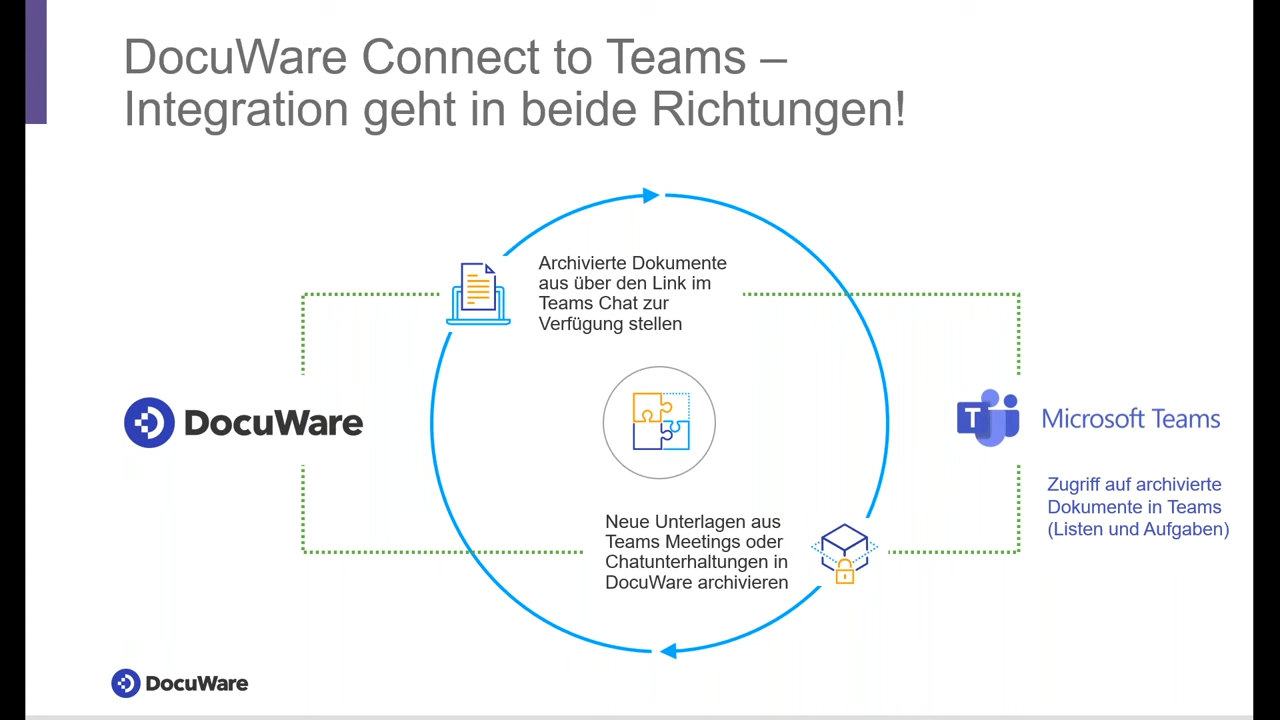 DocuWare Connect to Teams –
Integration geht in beide Richtungen!
Archivierte Dokumente
aus über den Link im
Teams Chat zur
Verfügung stellen
DocuWare
T
Microsoft Teams
Zugriff auf archivierte
Dokumente in Teams
(Listen und Aufgaben)
Neue Unterlagen aus
Teams Meetings oder
Chatunterhaltungen in
DocuWare archivieren
DocuWare